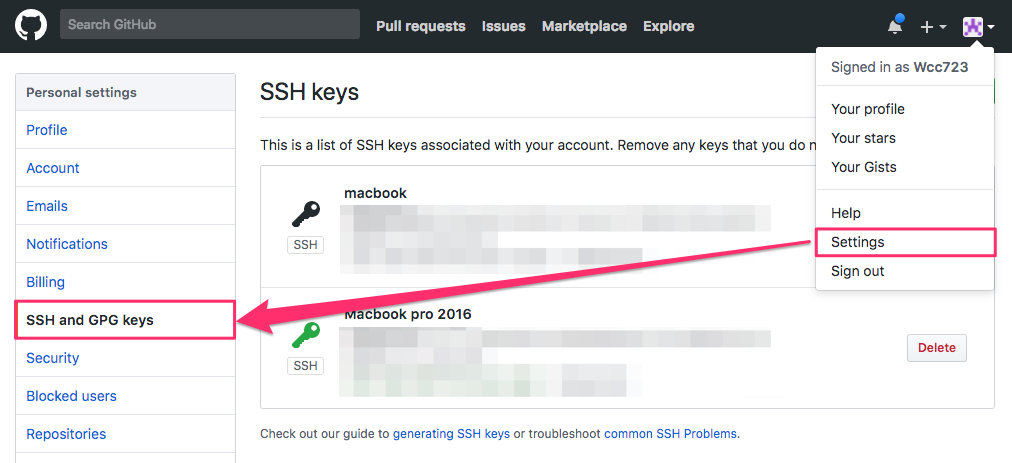 Search GitHub
Pull requests Issues Marketplace Explore
Signed in as Wcc723
Your profile
Your stars
Your Gists
Help
Settings
Sign out
Personal settings
Profile
Account
Emails
Notifications
Billing
SSH and GPG keys
Security
Blocked users
Repositories
SSH keys
This is a list of SSH keys associated with your account. Remove any keys that you do n
macbook
SSH
Macbook pro 2016
SSH
Delete
Check out our guide to generating SSH keys or troubleshoot common SSH Problems.